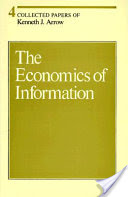 4 COLLECTED PAPERS OF
Kenneth J. Arrow
The
Economics of
Information